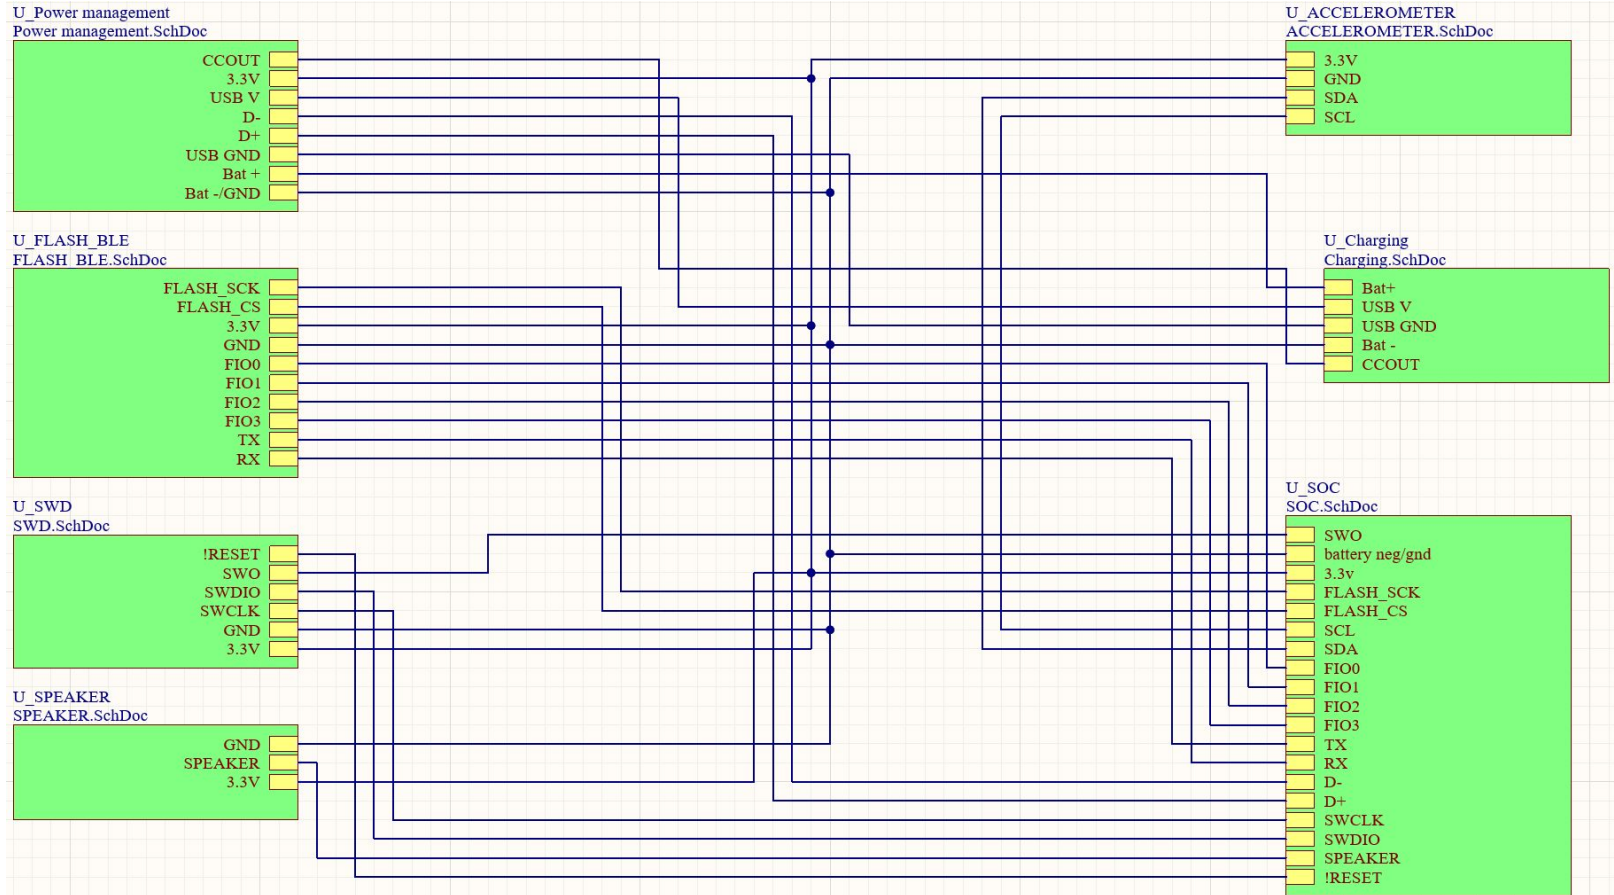 U_Power management
Power management.SchDoc
CCOUT
3.3V
USB V
D-
D+
USB GND
Bat +
Bat -/GND
U_FLASH_BLE
FLASH_BLE.SchDoc
FLASH_SCK
FLASH_CS
3.3V
GND
FIO0
FIO1
FIO2
FIO3
TX
RX
U_SWD
SWD.SchDoc
!RESET
SWO
SWDIO
SWCLK
GND
3.3V
U_SPEAKER
SPEAKER.SchDoc
GND
SPEAKER
3.3V
U_ACCELEROMETER
ACCELEROMETER.SchDoc
3.3V
GND
SDA
SCL
U_Charging
Charging.SchDoc
Bat+
USB V
USB GND
Bat -
CCOUT
U_SOC
SOC.SchDoc
SWO
battery neg/gnd
3.3v
FLASH_SCK
FLASH_CS
SCL
SDA
FIO0
FIO1
FIO2
FIO3
TX
RX
D-
D+
SWCLK
SWDIO
SPEAKER
!RESET